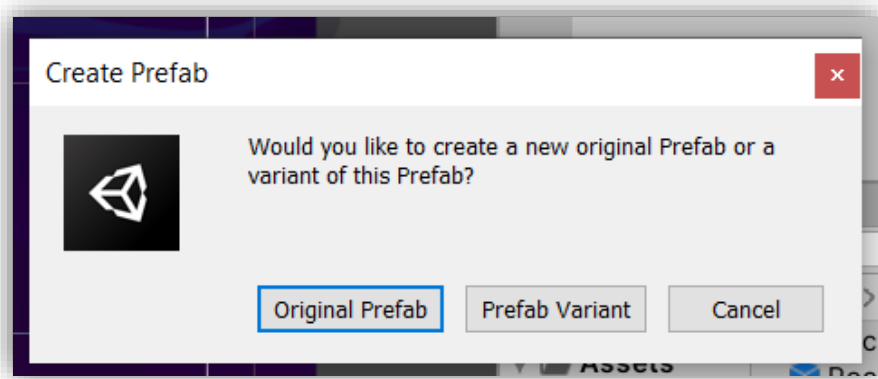 Create Prefab
Would you like to create a new original Prefab or a
variant of this Prefab?
Original Prefab
Prefab Variant
Cancel
Assets